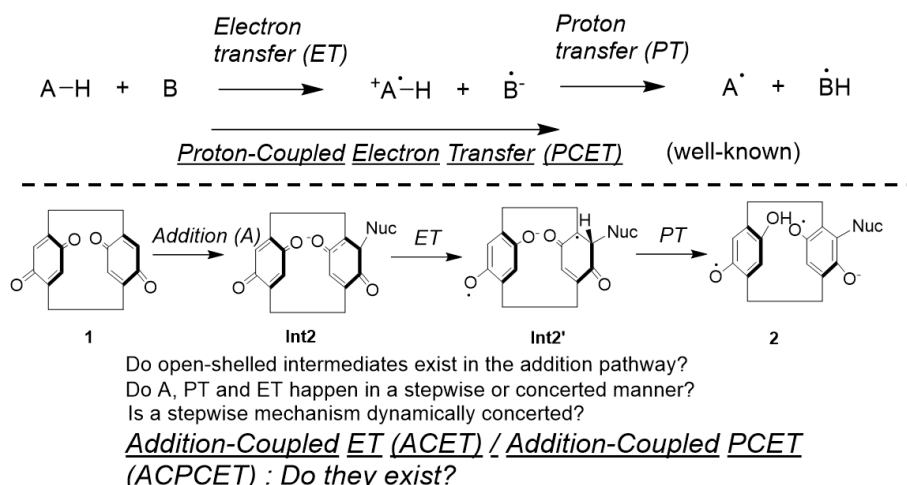 Electron
transfer (ET)
Proton
transfer (PT)
A–H + B
⁺A•–H + B•⁻
A• + ḂH
Proton-Coupled Electron Transfer (PCET) (well-known)
O O O O
Addition (A)
O ⁻O Nuc O O
ET
O⁻ O H Nuc O O
PT
OH O Nuc O O⁻
1 Int2 Int2' 2
Do open-shelled intermediates exist in the addition pathway?
Do A, PT and ET happen in a stepwise or concerted manner?
Is a stepwise mechanism dynamically concerted?
Addition-Coupled ET (ACET) / Addition-Coupled PCET
(ACPCET) : Do they exist?